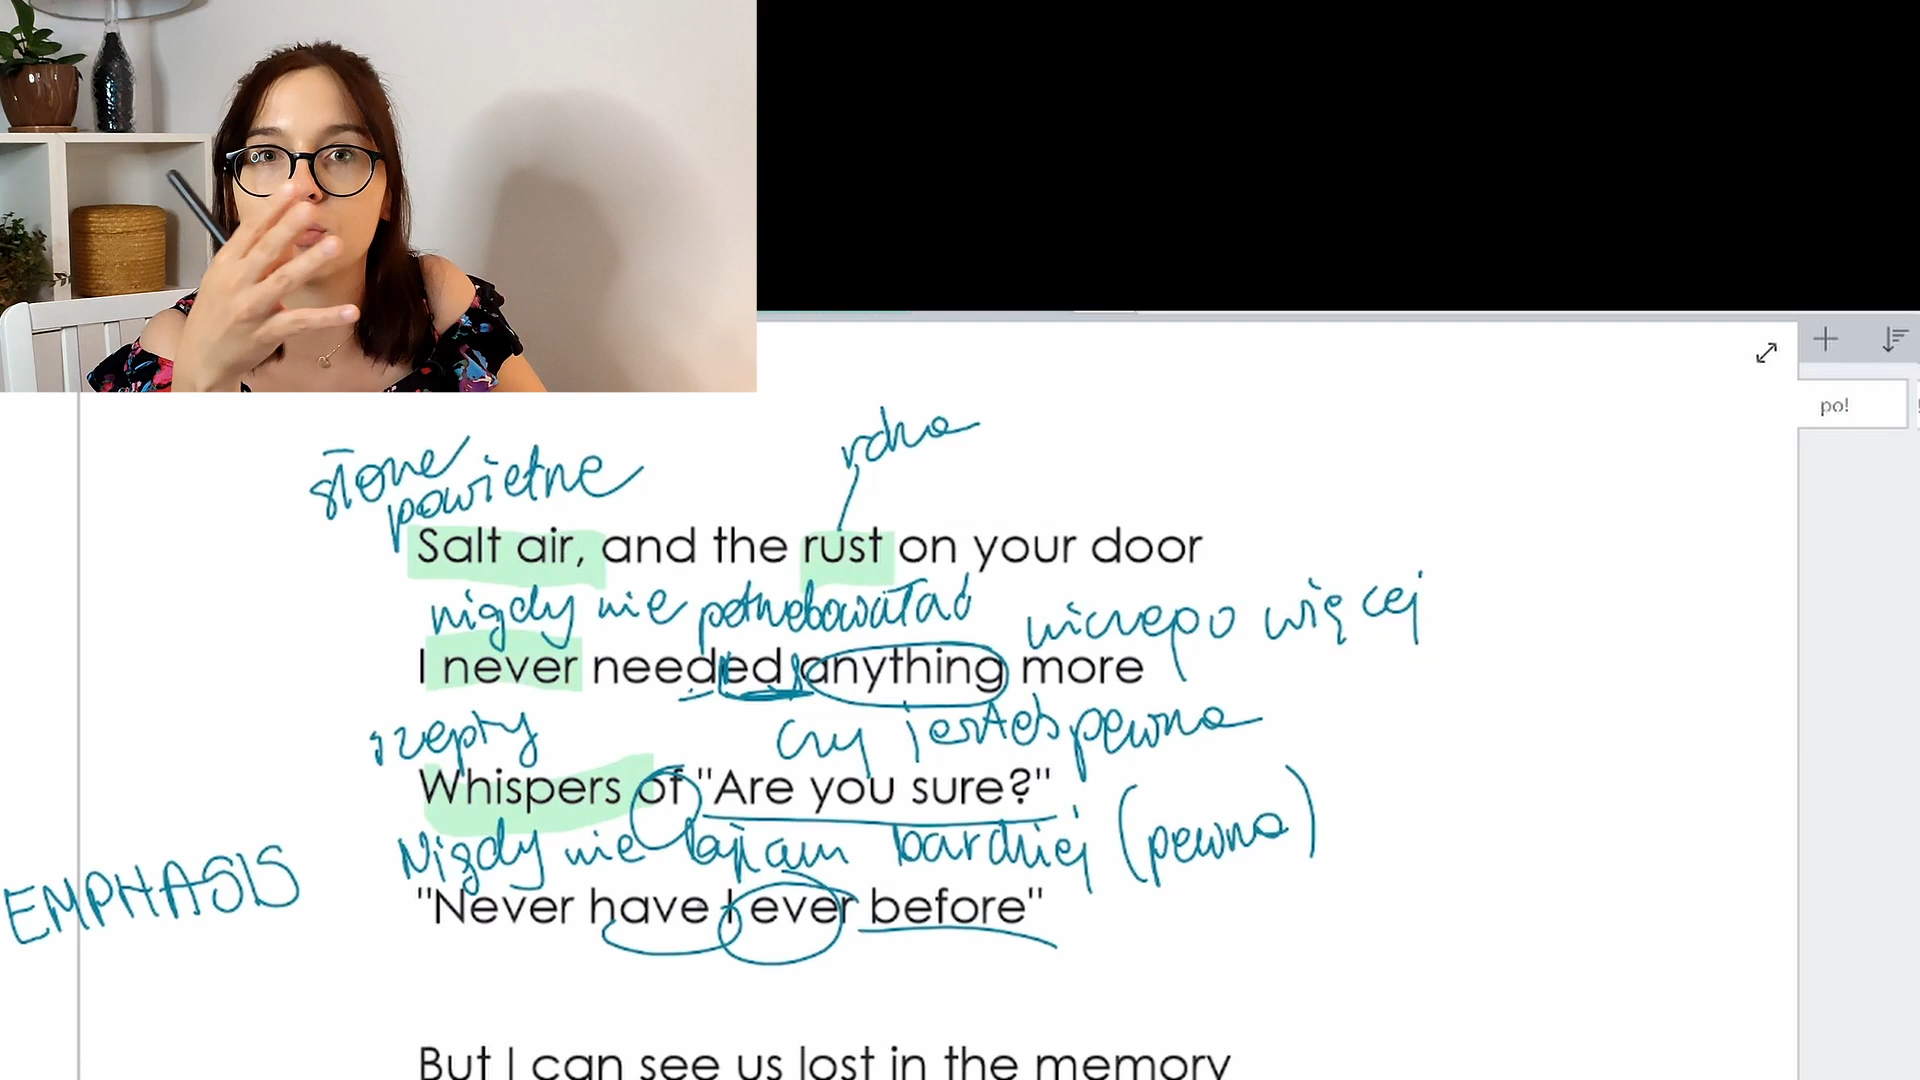 po!
rdza
słone
powietrze
Salt air, and the rust on your door
nigdy nie potrzebowałaś niczego więcej
I never needed anything more
szepty czy jesteś pewna
Whispers of "Are you sure?"
Nigdy nie byłam bardziej (pewna)
EMPHASIS
"Never have I ever before"
But I can see us lost in the memory